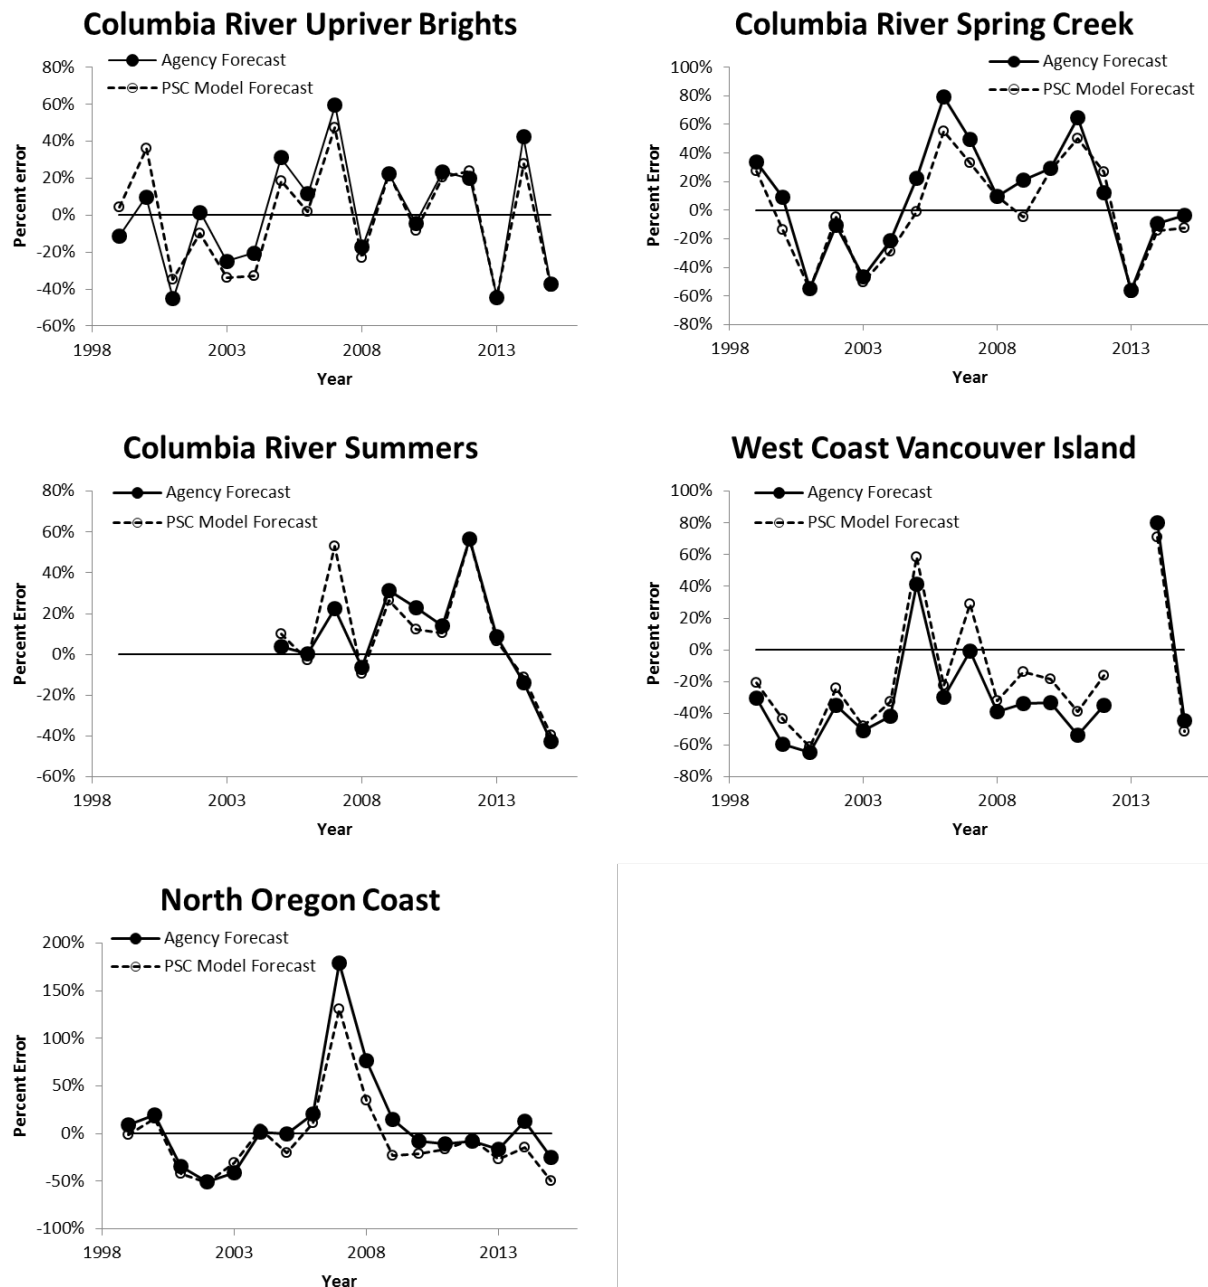 Columbia River Upriver Brights
80%
60%
40%
20%
0%
-20%
-40%
-60%
Percent Error
Agency Forecast
PSC Model Forecast
1998 2003 2008 2013
Year
Columbia River Spring Creek
100%
80%
60%
40%
20%
0%
-20%
-40%
-60%
-80%
Percent Error
Agency Forecast
PSC Model Forecast
1998 2003 2008 2013
Year
Columbia River Summers
80%
60%
40%
20%
0%
-20%
-40%
-60%
Percent Error
Agency Forecast
PSC Model Forecast
1998 2003 2008 2013
Year
West Coast Vancouver Island
100%
80%
60%
40%
20%
0%
-20%
-40%
-60%
-80%
Percent error
Agency Forecast
PSC Model Forecast
1998 2003 2008 2013
Year
North Oregon Coast
200%
150%
100%
50%
0%
-50%
-100%
Percent Error
Agency Forecast
PSC Model Forecast
1998 2003 2008 2013
Year